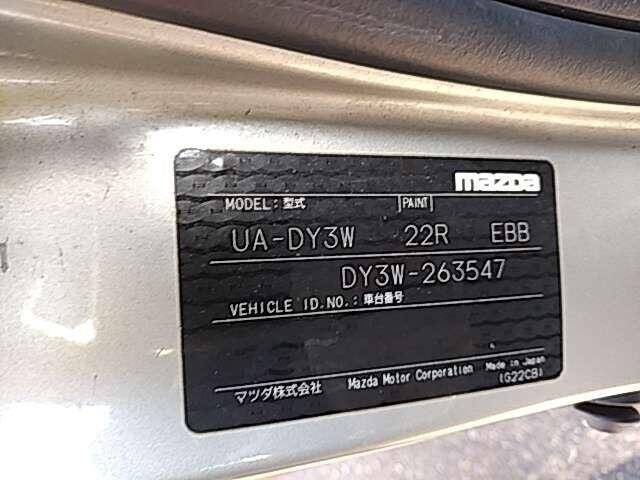 mazda
MODEL:型式 PAINT
UA-DY3W 22R EBB
DY3W-263547
VEHICLE ID.NO.:車台番号
マツダ株式会社 Mazda Motor Corporation Made in Japan
(G22CB)